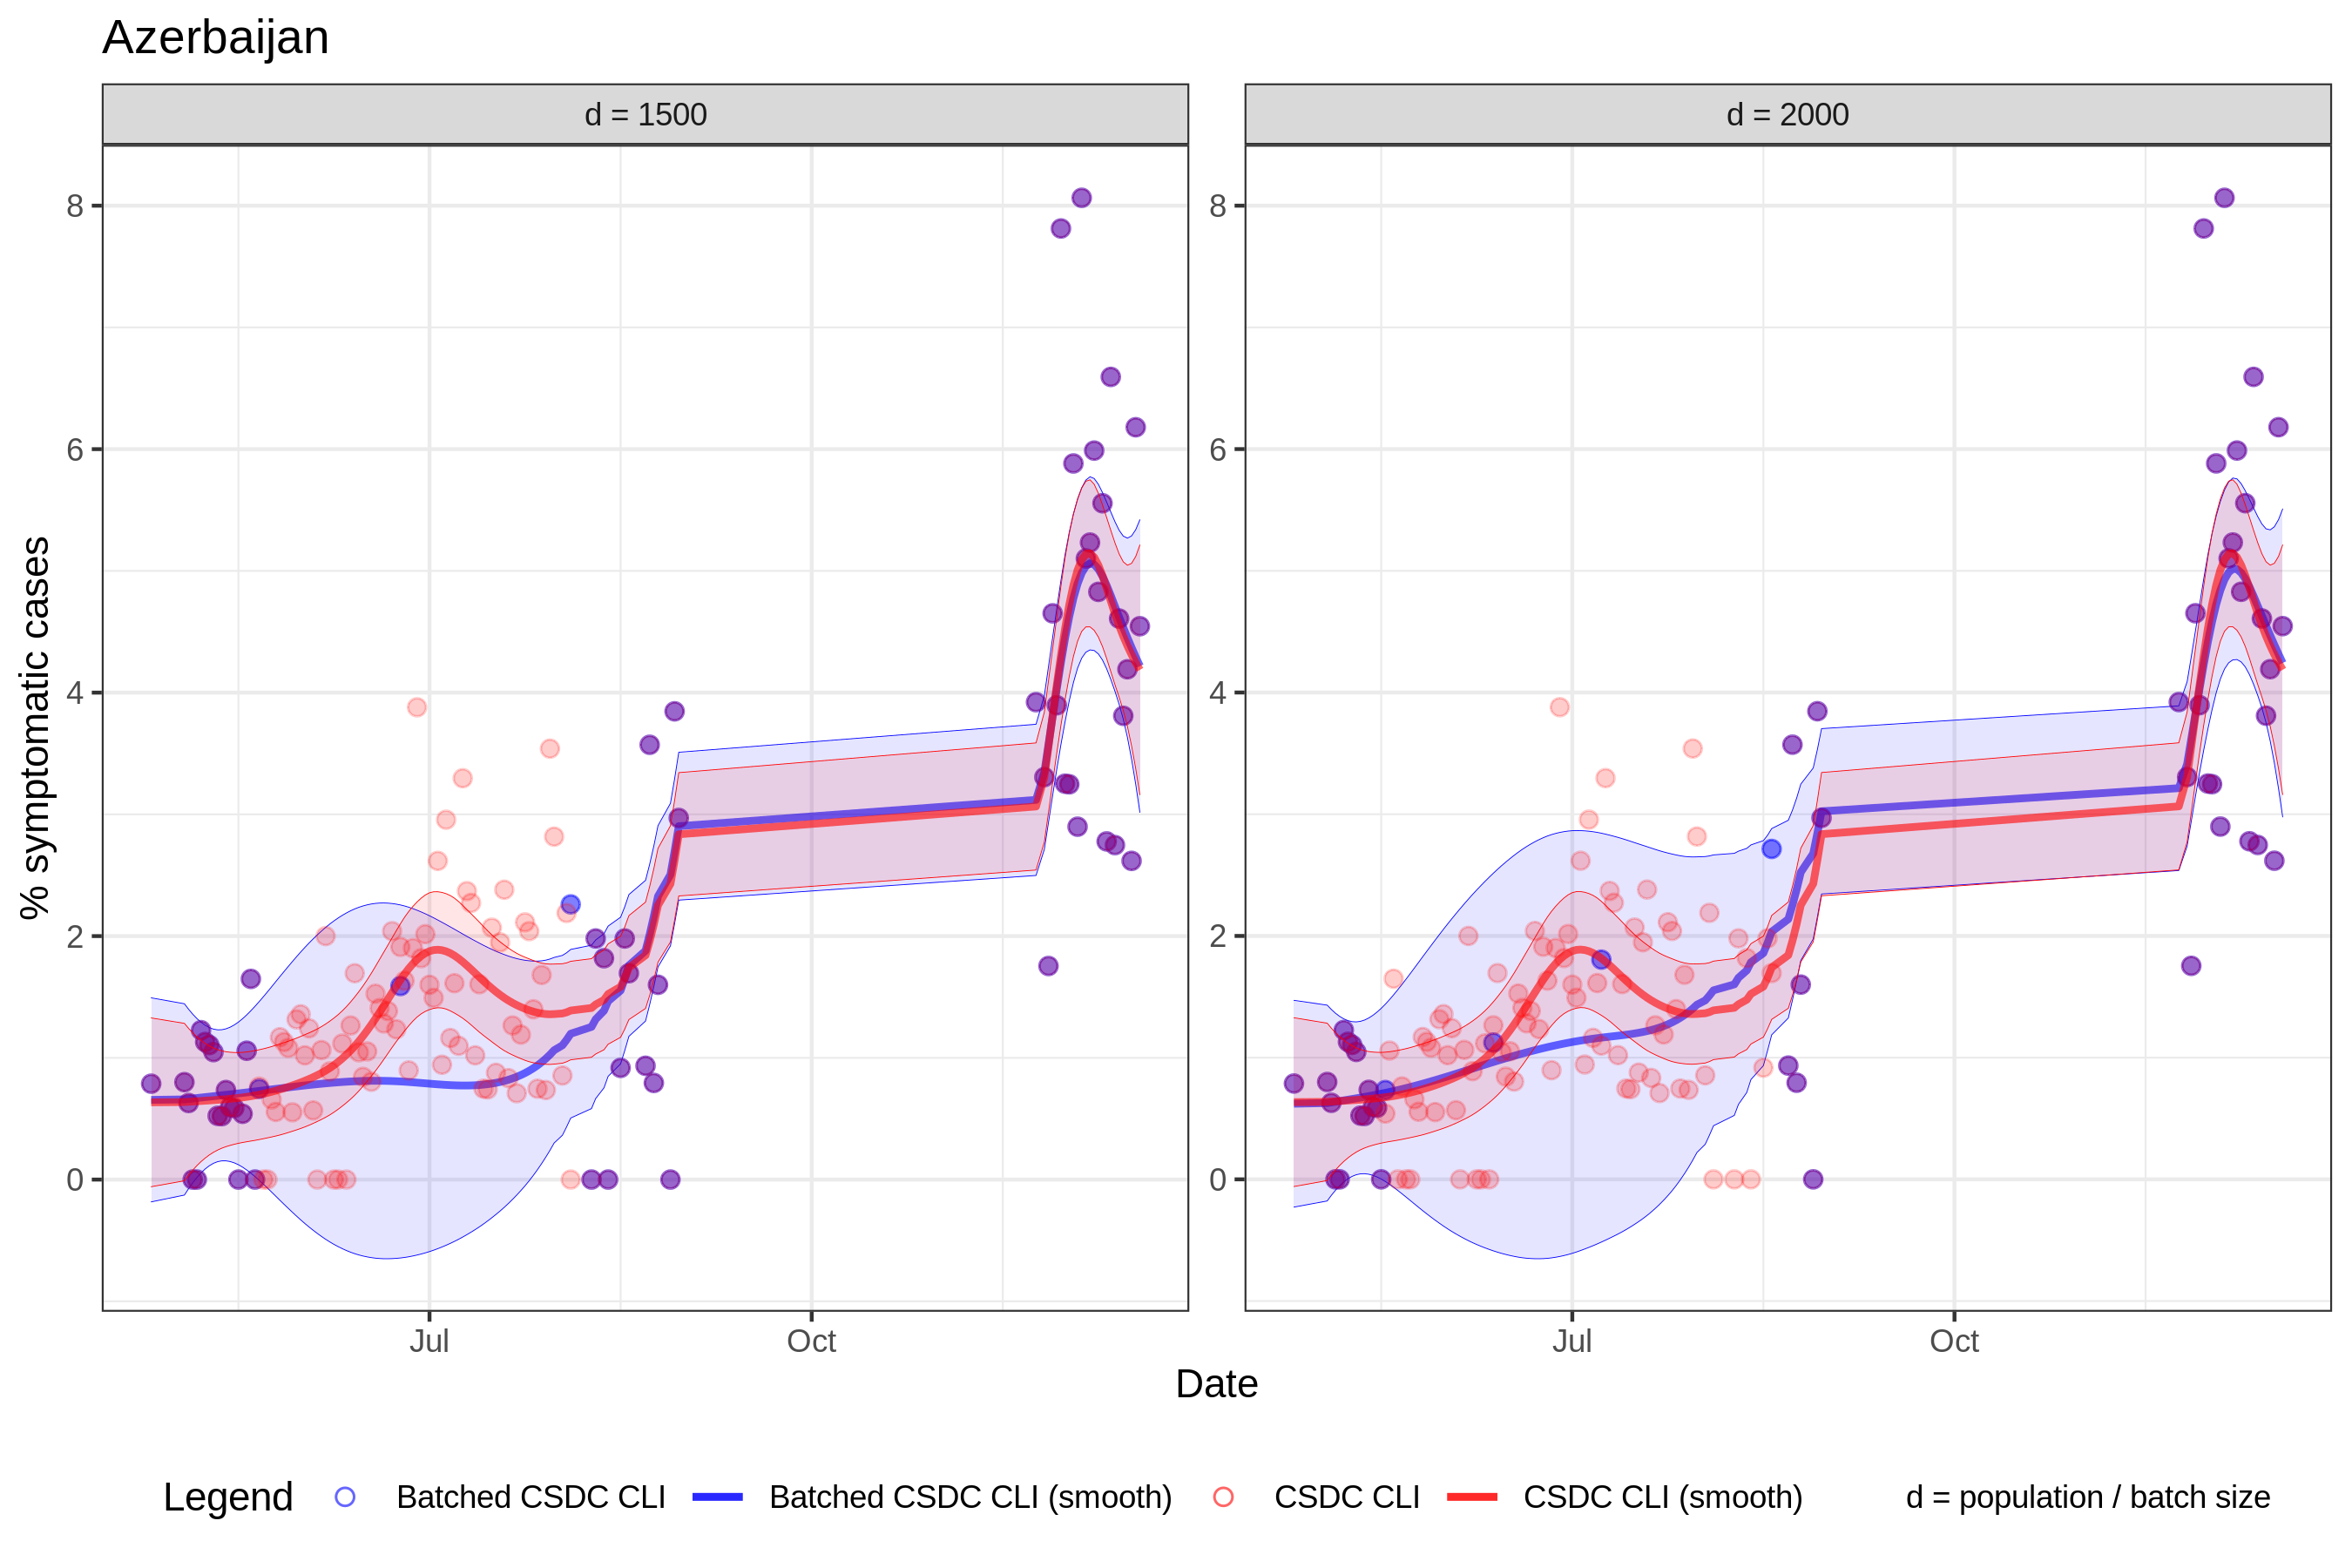 Azerbaijan
d = 1500
d = 2000
% symptomatic cases
8
6
4
2
0
8
6
4
2
0
Jul
Oct
Jul
Oct
Date
Legend
Batched CSDC CLI
Batched CSDC CLI (smooth)
CSDC CLI
CSDC CLI (smooth)
d = population / batch size